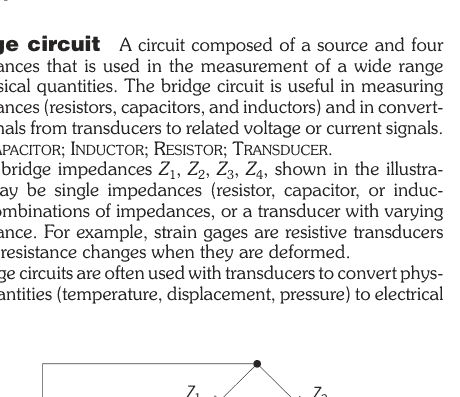 ge circuit A circuit composed of a source and four
ances that is used in the measurement of a wide range
sical quantities. The bridge circuit is useful in measuring
ances (resistors, capacitors, and inductors) and in convert-
nals from transducers to related voltage or current signals.
APACITOR; INDUCTOR; RESISTOR; TRANSDUCER.
bridge impedances Z₁, Z₂, Z₃, Z₄, shown in the illustra-
ay be single impedances (resistor, capacitor, or induc-
ombinations of impedances, or a transducer with varying
ance. For example, strain gages are resistive transducers
resistance changes when they are deformed.
ge circuits are often used with transducers to convert phys-
antities (temperature, displacement, pressure) to electrical
Z₁